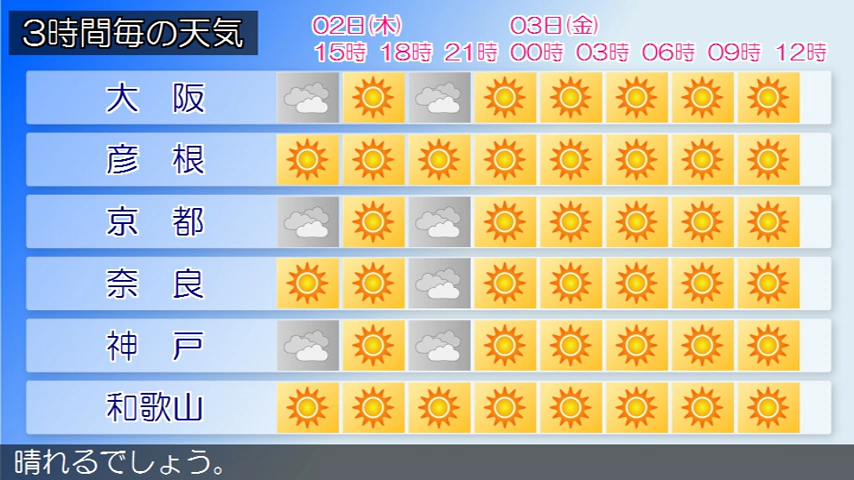 3時間毎の天気
02日(木) 03日(金)
15時 18時 21時 00時 03時 06時 09時 12時
大 阪
彦 根
京 都
奈 良
神 戸
和歌山
晴れるでしょう。